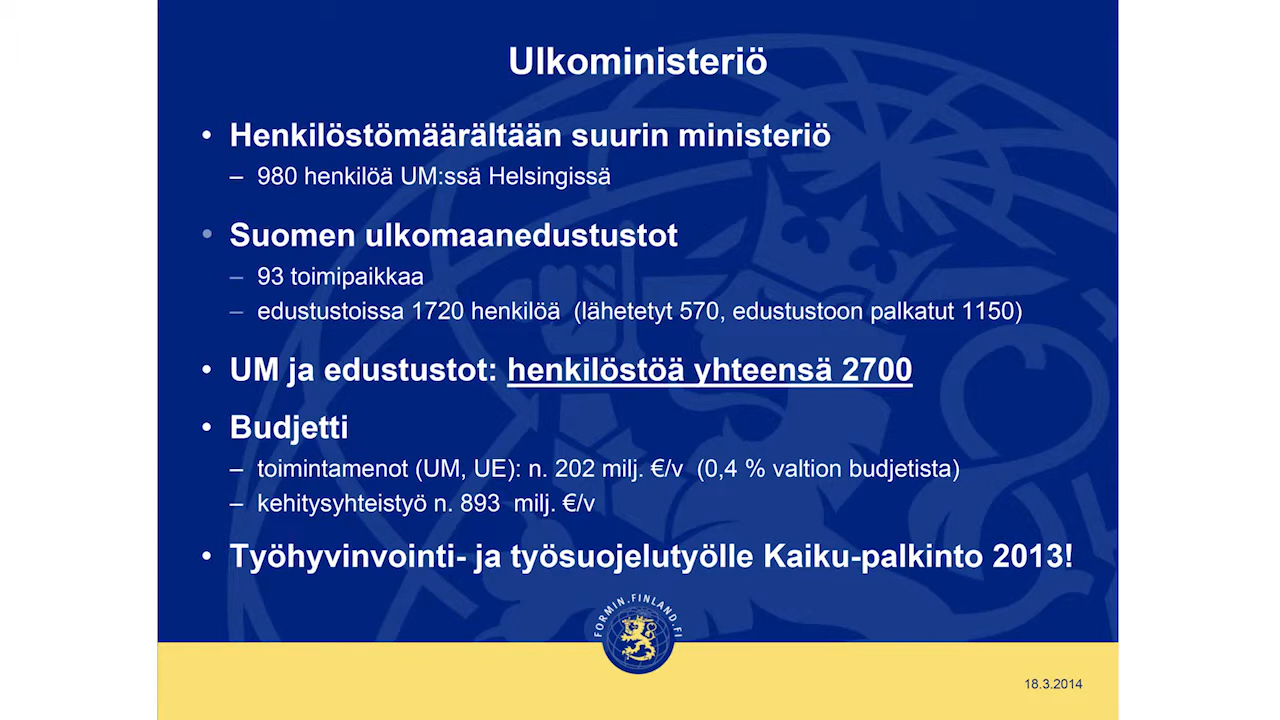 Ulkoministeriö
• Henkilöstömäärältään suurin ministeriö
– 980 henkilöä UM:ssä Helsingissä
• Suomen ulkomaanedustustot
– 93 toimipaikkaa
– edustustoissa 1720 henkilöä (lähetetyt 570, edustustoon palkatut 1150)
• UM ja edustustot: henkilöstöä yhteensä 2700
• Budjetti
– toimintamenot (UM, UE): n. 202 milj. €/v (0,4 % valtion budjetista)
– kehitysyhteistyö n. 893 milj. €/v
• Työhyvinvointi- ja työsuojelutyölle Kaiku-palkinto 2013!
FORMIN.FINLAND.FI
18.3.2014